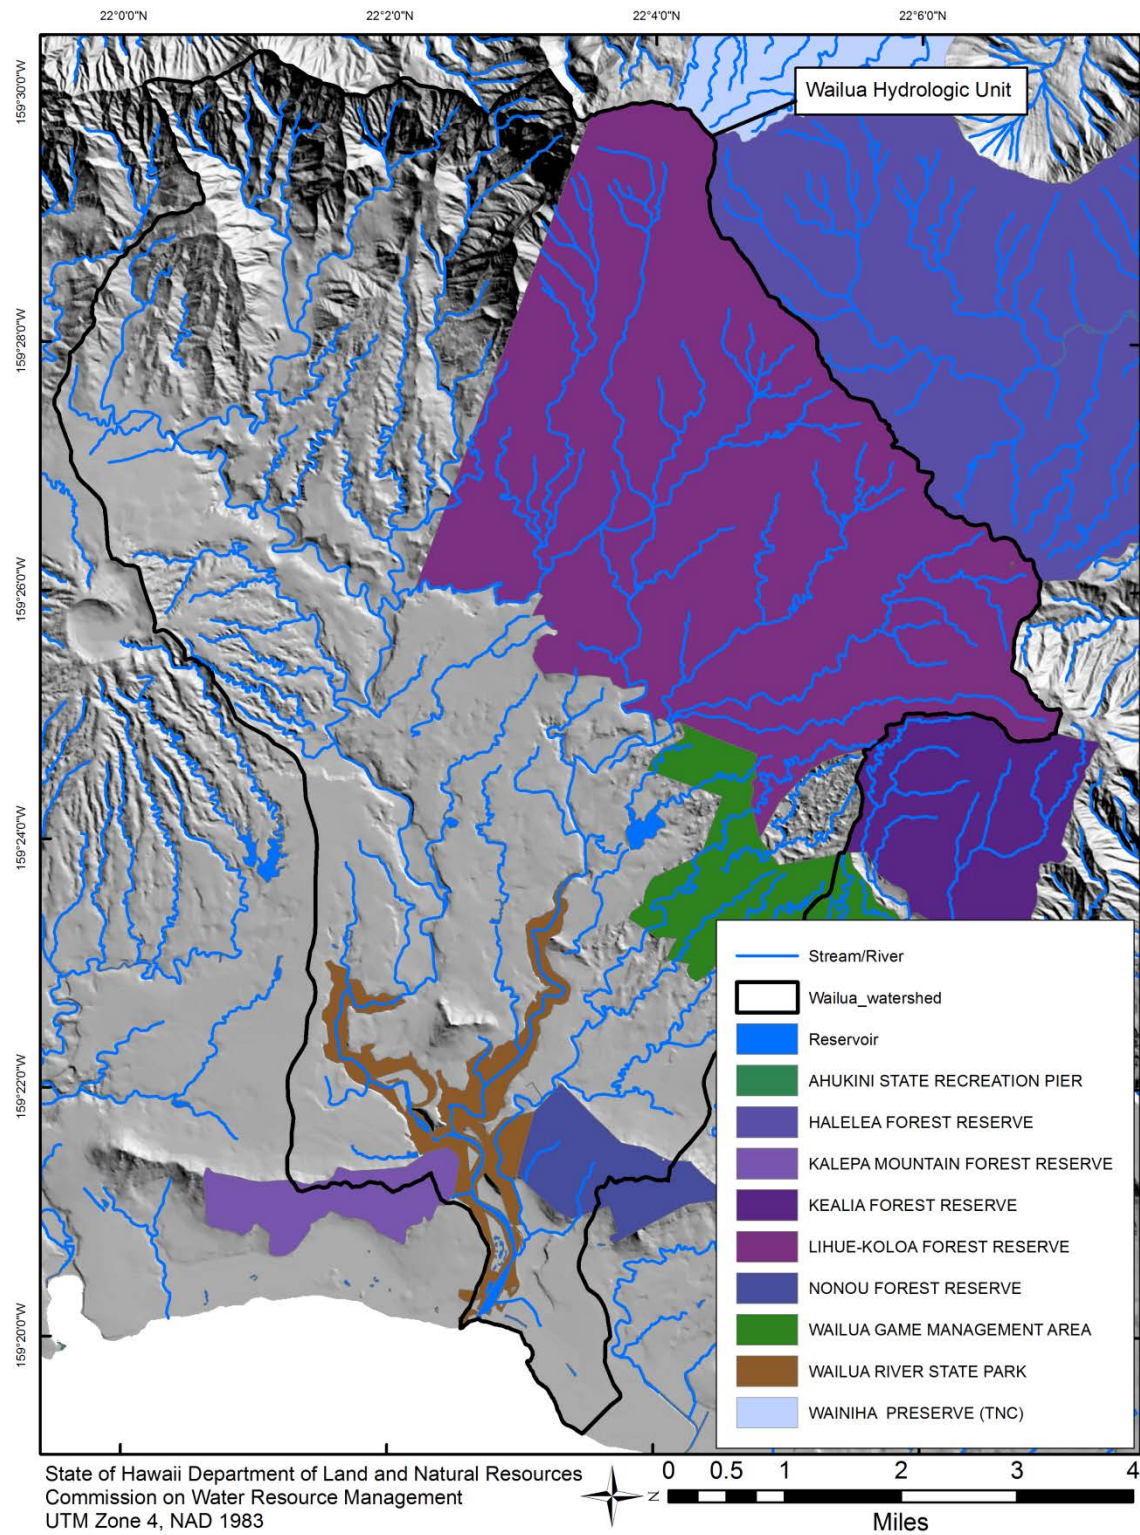 22°0'0"N
22°2'0"N
22°4'0"N
22°6'0"N
159°30'0"W
159°28'0"W
159°26'0"W
159°24'0"W
159°22'0"W
159°20'0"W
Wailua Hydrologic Unit
Stream/River
Wailua_watershed
Reservoir
AHUKINI STATE RECREATION PIER
HALELEA FOREST RESERVE
KALEPA MOUNTAIN FOREST RESERVE
KEALIA FOREST RESERVE
LIHUE-KOLOA FOREST RESERVE
NONOU FOREST RESERVE
WAILUA GAME MANAGEMENT AREA
WAILUA RIVER STATE PARK
WAINIHA PRESERVE (TNC)
State of Hawaii Department of Land and Natural Resources
Commission on Water Resource Management
UTM Zone 4, NAD 1983
N
0 0.5 1 2 3 4
Miles